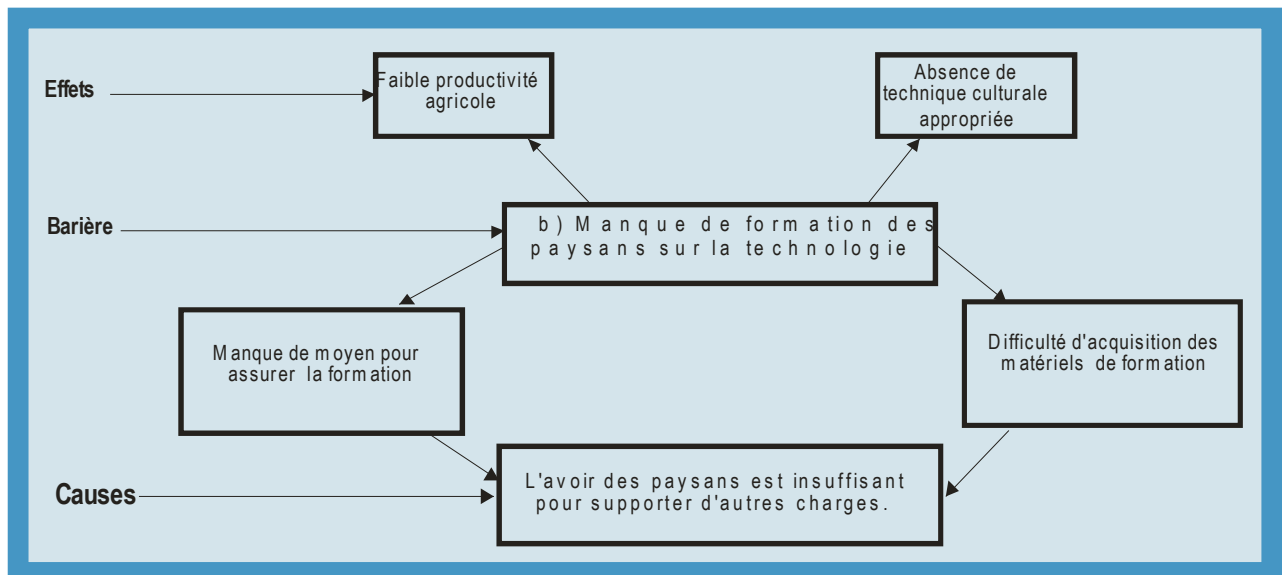 Effets
Faible productivité
agricole
Absence de
technique culturale
appropriée
Barière
b) Manque de formation des
paysans sur la technologie
Manque de moyen pour
assurer la formation
Difficulté d'acquisition des
matériels de formation
Causes
L'avoir des paysans est insuffisant
pour supporter d'autres charges.